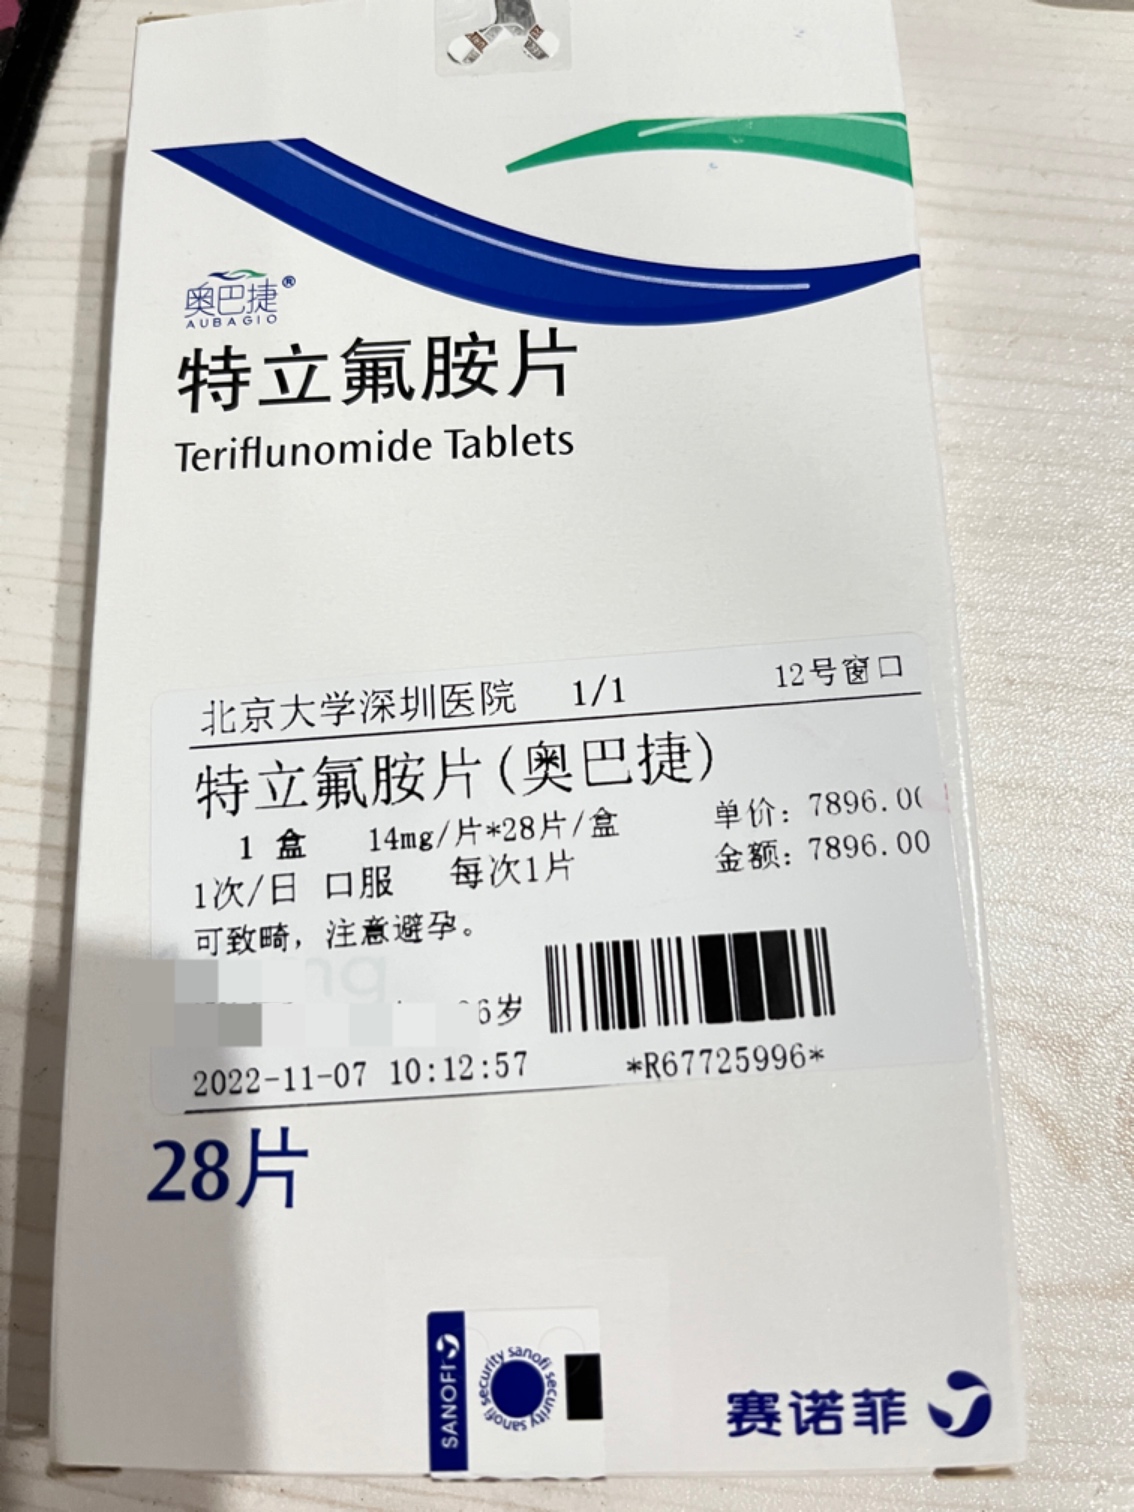 奥巴捷®
AUBAGIO
特立氟胺片
Teriflunomide Tablets
北京大学深圳医院 1/1 12号窗口
特立氟胺片(奥巴捷)
1 盒 14mg/片*28片/盒 单价: 7896.0
1次/日 口服 每次1片 金额: 7896.00
可致畸, 注意避孕。
6岁
2022-11-07 10:12:57 *R67725996*
28片
SANOFI
sanofi security sanofi security
赛诺菲